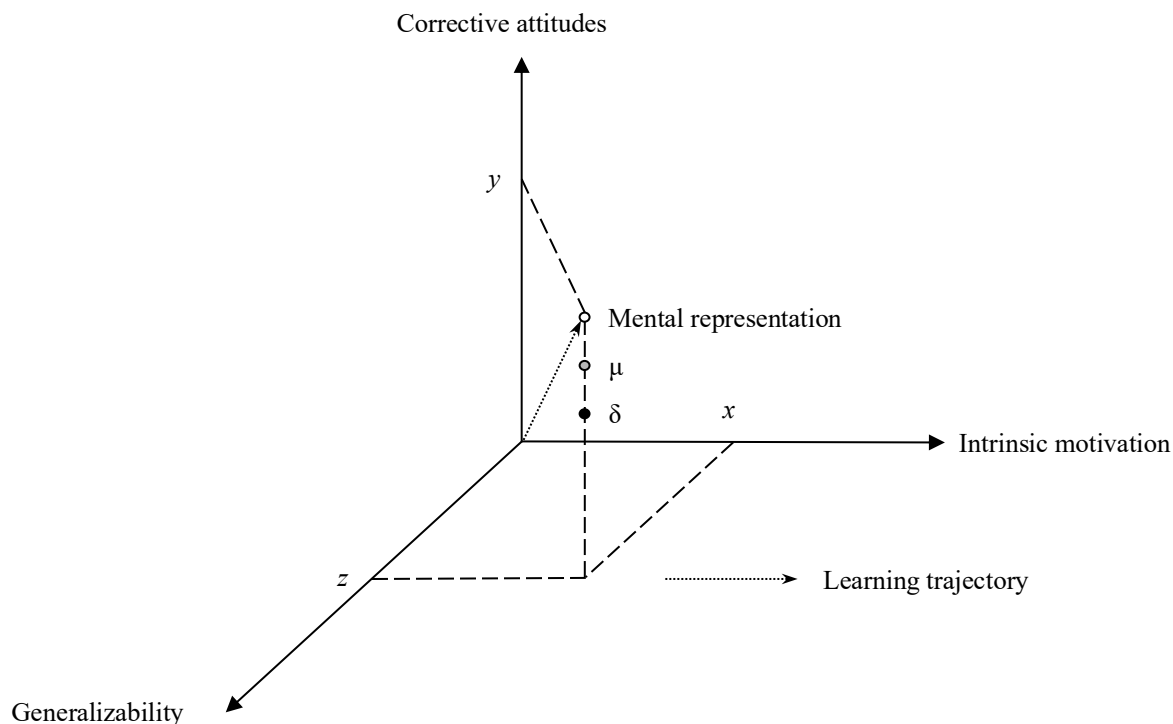 Corrective attitudes
y
Mental representation
μ
δ
x
Intrinsic motivation
z
Learning trajectory
Generalizability